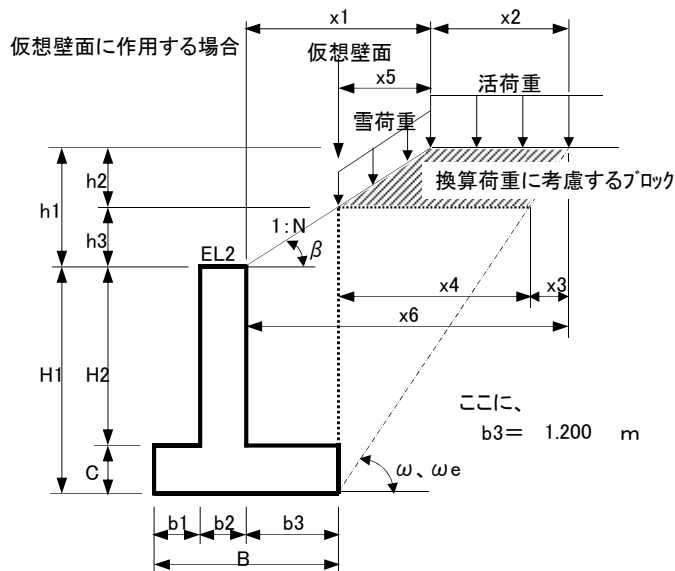 x1
x2
仮想壁面に作用する場合
仮想壁面
x5
活荷重
雪荷重
h1
h2
換算荷重に考慮するブロック
h3
1:N
β
EL2
x4
x3
x6
H1
H2
ここに、
b3= 1.200 m
C
ω、ωe
b1
b2
b3
B